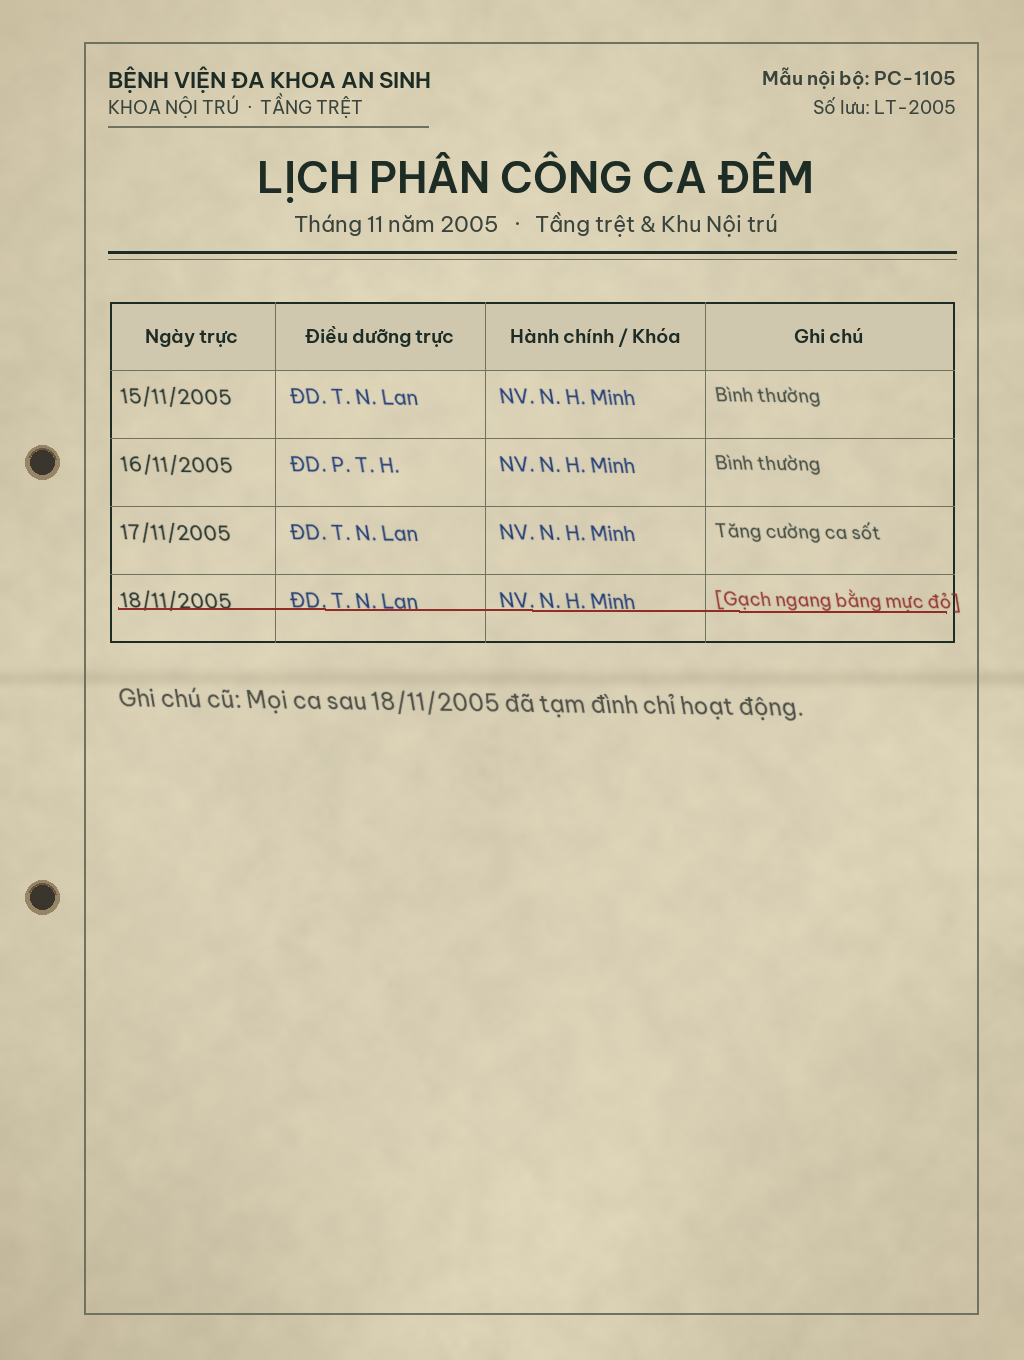 BỆNH VIỆN ĐA KHOA AN SINH
KHOA NỘI TRÚ · TẦNG TRỆT
Mẫu nội bộ: PC-1105
Số lưu: LT-2005
LỊCH PHÂN CÔNG CA ĐÊM
Tháng 11 năm 2005 · Tầng trệt & Khu Nội trú
Ngày trực Điều dưỡng trực Hành chính / Khóa Ghi chú
15/11/2005 ĐD. T. N. Lan NV. N. H. Minh Bình thường
16/11/2005 ĐD. P. T. H. NV. N. H. Minh Bình thường
17/11/2005 ĐD. T. N. Lan NV. N. H. Minh Tăng cường ca sốt
18/11/2005 ĐD. T. N. Lan NV. N. H. Minh [Gạch ngang bằng mực đỏ]
Ghi chú cũ: Mọi ca sau 18/11/2005 đã tạm đình chỉ hoạt động.